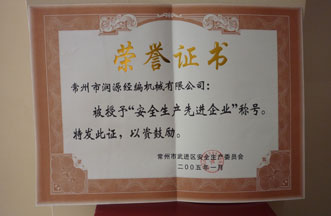 荣誉证书
常州市润源经编机械有限公司：
被授予“安全生产先进企业”称号。
特发此证，以资鼓励。
常州市武进区安全生产委员会
二00五年一月